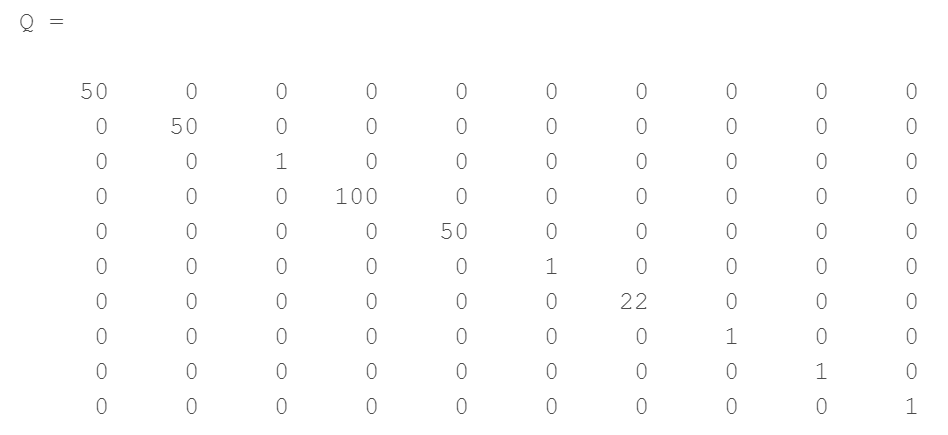 Q =
50 0 0 0 0 0 0 0 0 0
0 50 0 0 0 0 0 0 0 0
0 0 1 0 0 0 0 0 0 0
0 0 0 100 0 0 0 0 0 0
0 0 0 0 50 0 0 0 0 0
0 0 0 0 0 1 0 0 0 0
0 0 0 0 0 0 22 0 0 0
0 0 0 0 0 0 0 1 0 0
0 0 0 0 0 0 0 0 1 0
0 0 0 0 0 0 0 0 0 1